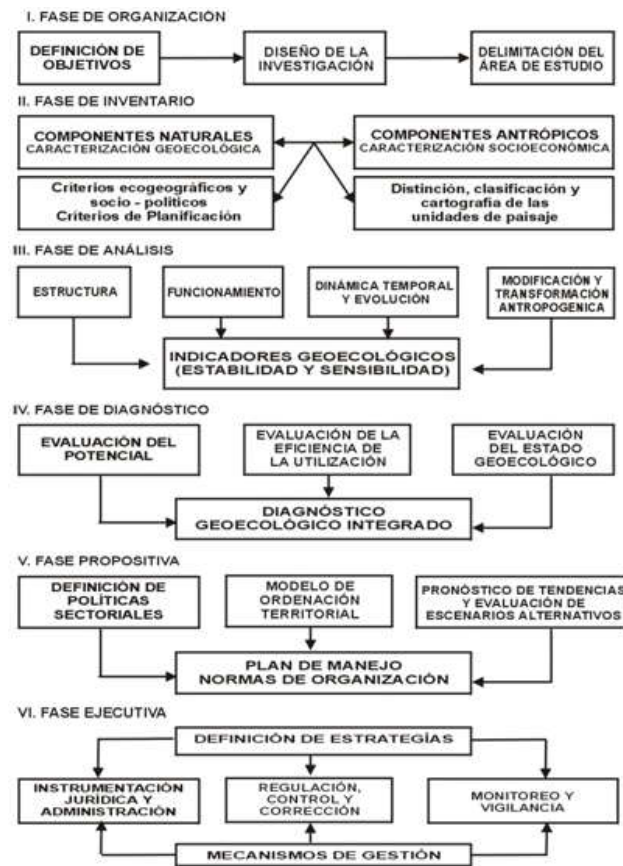 I. FASE DE ORGANIZACIÓN
DEFINICIÓN DE
OBJETIVOS
DISEÑO DE LA
INVESTIGACIÓN
DELIMITACIÓN DEL
ÁREA DE ESTUDIO
II. FASE DE INVENTARIO
COMPONENTES NATURALES
CARACTERIZACIÓN GEOECOLÓGICA
COMPONENTES ANTRÓPICOS
CARACTERIZACIÓN SOCIOECONÓMICA
Criterios ecogeográficos y
socio - políticos
Criterios de Planificación
Distinción, clasificación y
cartografía de las
unidades de paisaje
III. FASE DE ANÁLISIS
ESTRUCTURA
FUNCIONAMIENTO
DINÁMICA TEMPORAL
Y EVOLUCIÓN
MODIFICACIÓN Y
TRANSFORMACIÓN
ANTROPOGENICA
INDICADORES GEOECOLÓGICOS
(ESTABILIDAD Y SENSIBILIDAD)
IV. FASE DE DIAGNÓSTICO
EVALUACIÓN DEL
POTENCIAL
EVALUACIÓN DE LA
EFICIENCIA DE
LA UTILIZACIÓN
EVALUACIÓN
DEL ESTADO
GEOECOLÓGICO
DIAGNÓSTICO
GEOECOLÓGICO INTEGRADO
V. FASE PROPOSITIVA
DEFINICIÓN DE
POLÍTICAS
SECTORIALES
MODELO DE
ORDENACIÓN
TERRITORIAL
PRONÓSTICO DE TENDENCIAS
Y EVALUACIÓN DE
ESCENARIOS ALTERNATIVOS
PLAN DE MANEJO
NORMAS DE ORGANIZACIÓN
VI. FASE EJECUTIVA
DEFINICIÓN DE ESTRATEGÍAS
INSTRUMENTACIÓN
JURÍDICA Y
ADMINISTRACIÓN
REGULACIÓN,
CONTROL Y
CORRECCIÓN
MONITOREO Y
VIGILANCIA
MECANISMOS DE GESTIÓN